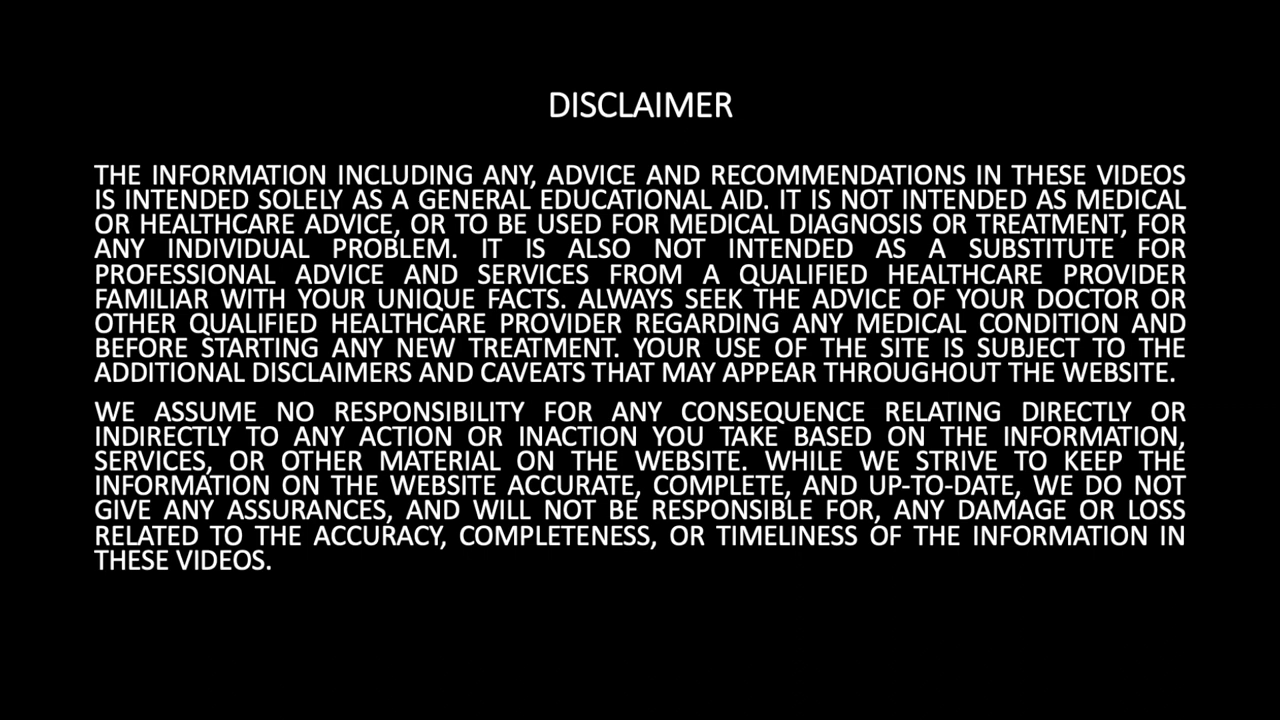 DISCLAIMER
THE INFORMATION INCLUDING ANY, ADVICE AND RECOMMENDATIONS IN THESE VIDEOS
IS INTENDED SOLELY AS A GENERAL EDUCATIONAL AID. IT IS NOT INTENDED AS MEDICAL
OR HEALTHCARE ADVICE, OR TO BE USED FOR MEDICAL DIAGNOSIS OR TREATMENT, FOR
ANY INDIVIDUAL PROBLEM. IT IS ALSO NOT INTENDED AS A SUBSTITUTE FOR
PROFESSIONAL ADVICE AND SERVICES FROM A QUALIFIED HEALTHCARE PROVIDER
FAMILIAR WITH YOUR UNIQUE FACTS. ALWAYS SEEK THE ADVICE OF YOUR DOCTOR OR
OTHER QUALIFIED HEALTHCARE PROVIDER REGARDING ANY MEDICAL CONDITION AND
BEFORE STARTING ANY NEW TREATMENT. YOUR USE OF THE SITE IS SUBJECT TO THE
ADDITIONAL DISCLAIMERS AND CAVEATS THAT MAY APPEAR THROUGHOUT THE WEBSITE.
WE ASSUME NO RESPONSIBILITY FOR ANY CONSEQUENCE RELATING DIRECTLY OR
INDIRECTLY TO ANY ACTION OR INACTION YOU TAKE BASED ON THE INFORMATION,
SERVICES, OR OTHER MATERIAL ON THE WEBSITE. WHILE WE STRIVE TO KEEP THE
INFORMATION ON THE WEBSITE ACCURATE, COMPLETE, AND UP-TO-DATE, WE DO NOT
GIVE ANY ASSURANCES, AND WILL NOT BE RESPONSIBLE FOR, ANY DAMAGE OR LOSS
RELATED TO THE ACCURACY, COMPLETENESS, OR TIMELINESS OF THE INFORMATION IN
THESE VIDEOS.